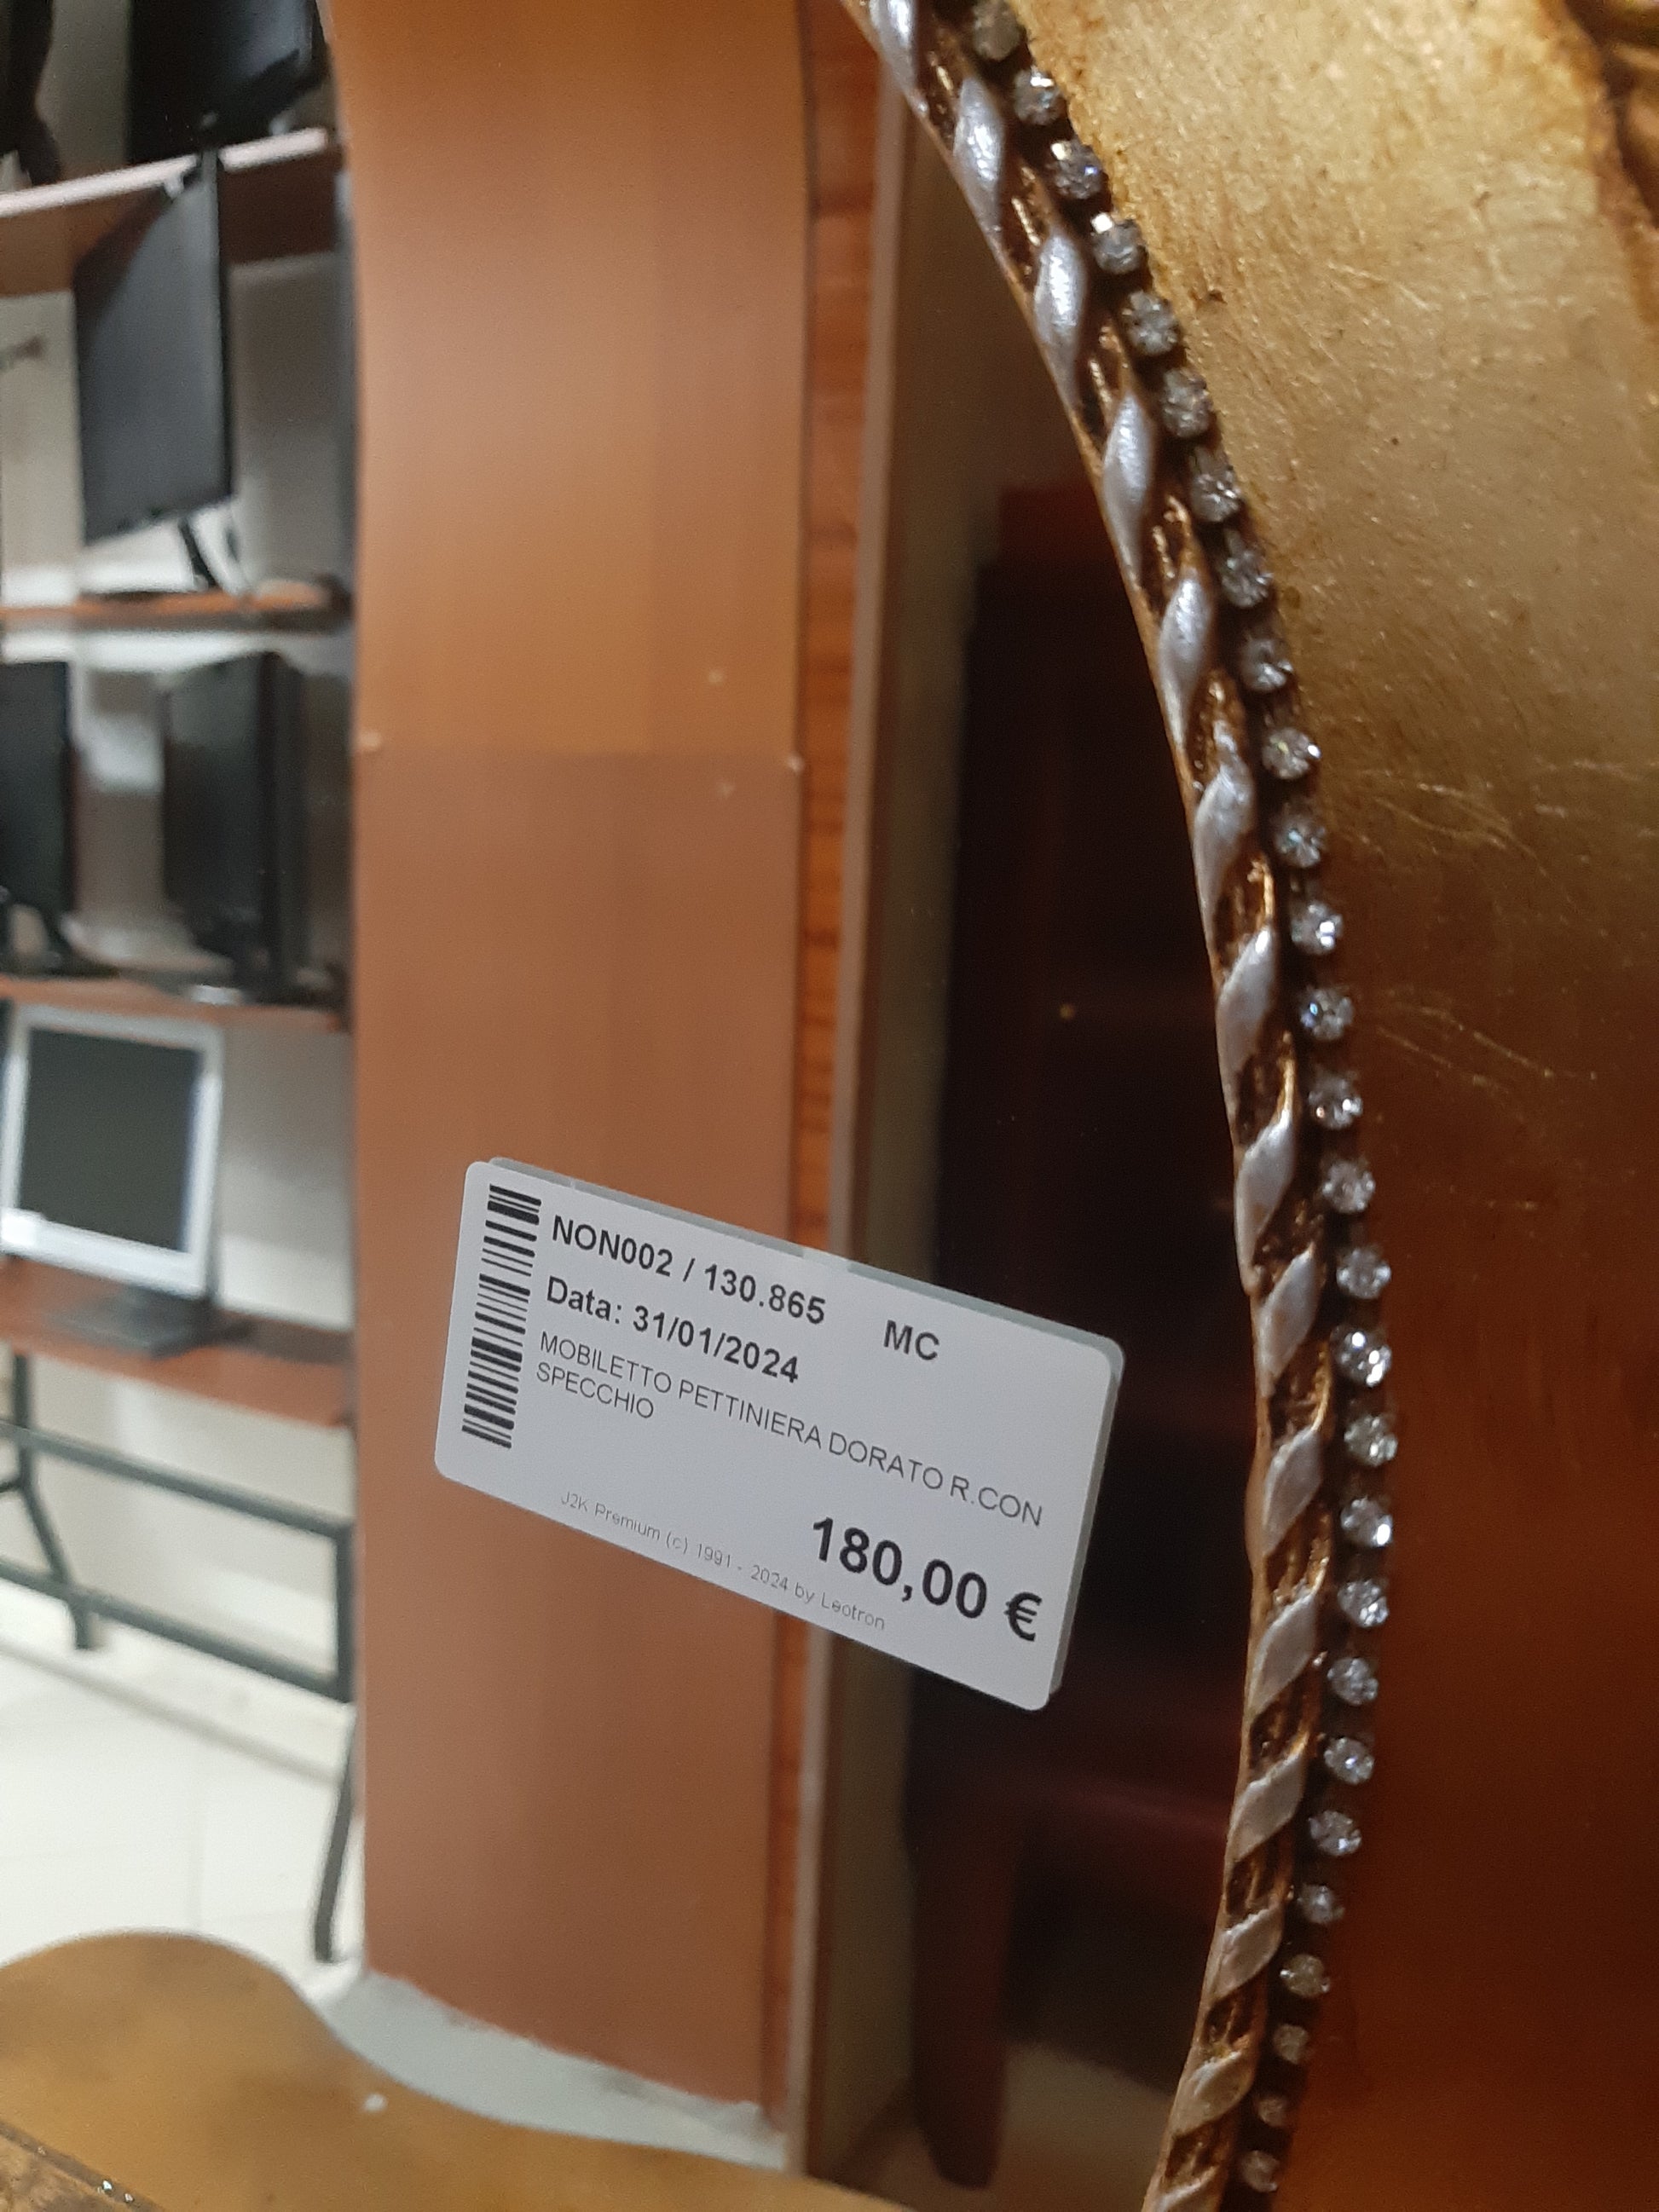 NON002 / 130.865 MC
Data: 31/01/2024
MOBILETTO PETTINIERA DORATO R.CON
SPECCHIO
180,00 €
J2K Premium (c) 1991 - 2024 by Leotron